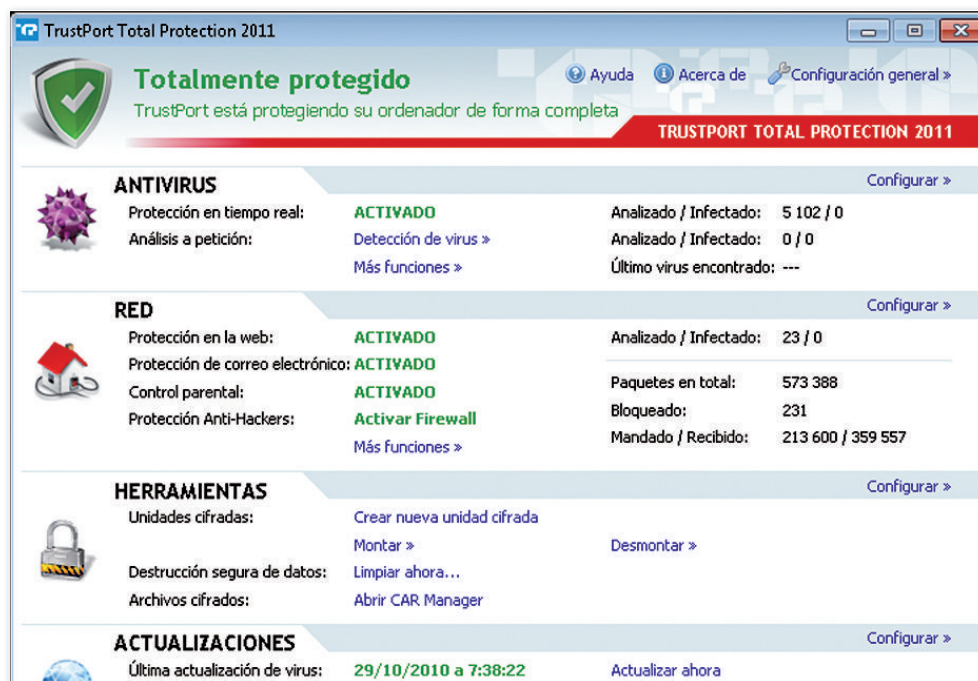 TrustPort Total Protection 2011
Totalmente protegido
Ayuda
Acerca de
Configuración general »
TrustPort está protegiendo su ordenador de forma completa
TRUSTPORT TOTAL PROTECTION 2011
ANTIVIRUS
Configurar »
Protección en tiempo real: ACTIVADO Analizado / Infectado: 5 102 / 0
Análisis a petición: Detección de virus » Analizado / Infectado: 0 / 0
Más funciones » Último virus encontrado: ---
RED
Configurar »
Protección en la web: ACTIVADO Analizado / Infectado: 23 / 0
Protección de correo electrónico: ACTIVADO
Control parental: ACTIVADO Paquetes en total: 573 388
Protección Anti-Hackers: Activar Firewall Bloqueado: 231
Más funciones » Mandado / Recibido: 213 600 / 359 557
HERRAMIENTAS
Configurar »
Unidades cifradas: Crear nueva unidad cifrada
Montar » Desmontar »
Destrucción segura de datos: Limpiar ahora...
Archivos cifrados: Abrir CAR Manager
ACTUALIZACIONES
Configurar »
Última actualización de virus: 29/10/2010 a 7:38:22 Actualizar ahora